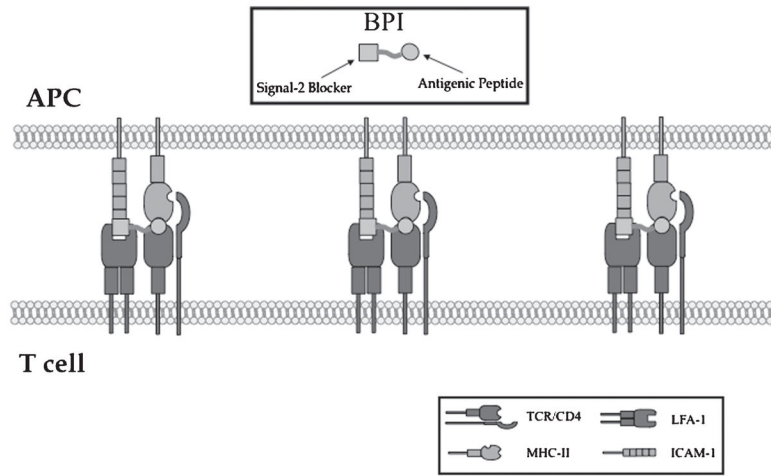 BPI
Signal-2 Blocker
Antigenic Peptide
APC
T cell
TCR/CD4
LFA-1
MHC-II
ICAM-1